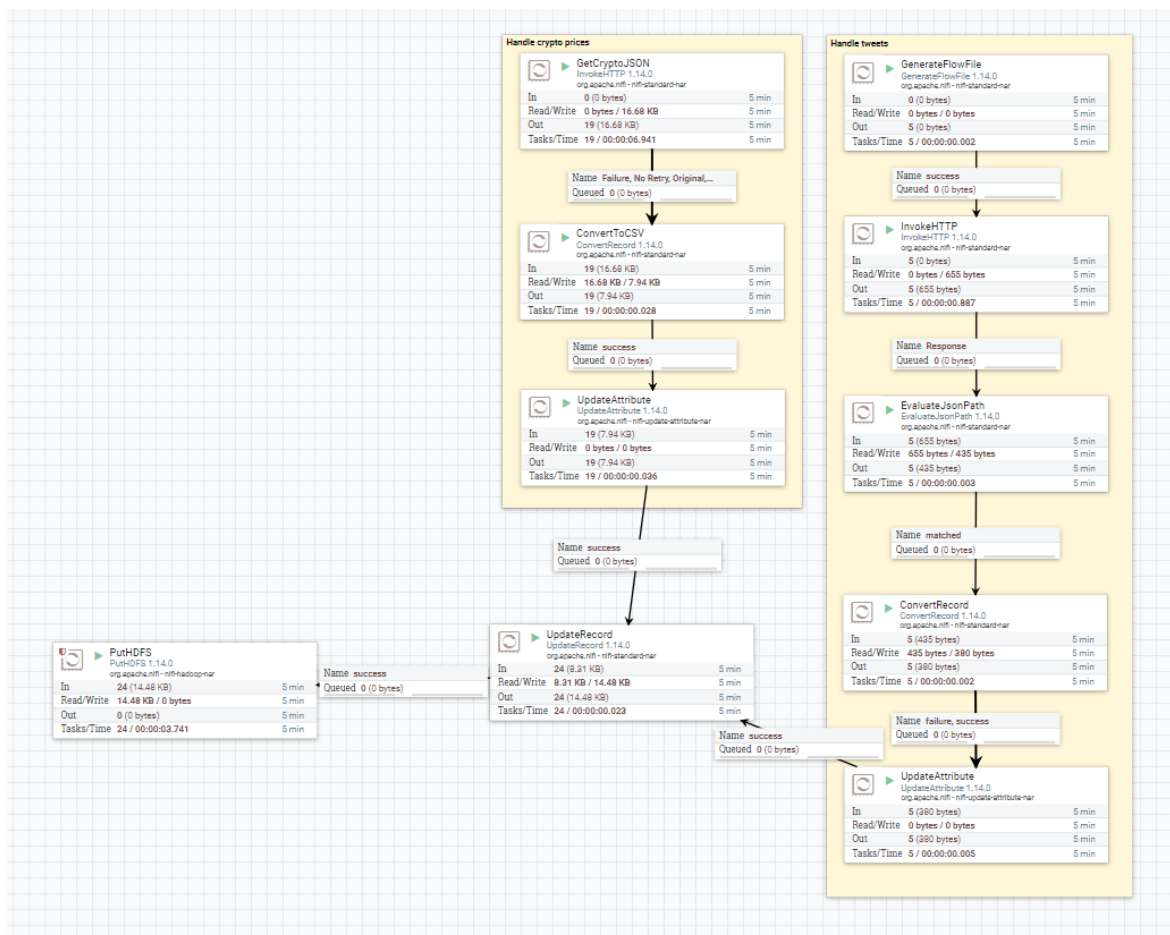 Handle crypto prices
GetCryptoJSON
InvokeHTTP 1.14.0
org.apache.nifi - nifi-standard-nar
In 0 (0 bytes) 5 min
Read/Write 0 bytes / 16.68 KB 5 min
Out 19 (16.68 KB) 5 min
Tasks/Time 19 / 00:00:06.941 5 min
Name Failure, No Retry, Original,...
Queued 0 (0 bytes)
ConvertToCSV
ConvertRecord 1.14.0
org.apache.nifi - nifi-standard-nar
In 19 (16.68 KB) 5 min
Read/Write 16.68 KB / 7.94 KB 5 min
Out 19 (7.94 KB) 5 min
Tasks/Time 19 / 00:00:00.028 5 min
Name success
Queued 0 (0 bytes)
UpdateAttribute
UpdateAttribute 1.14.0
org.apache.nifi - nifi-update-attribute-nar
In 19 (7.94 KB) 5 min
Read/Write 0 bytes / 0 bytes 5 min
Out 19 (7.94 KB) 5 min
Tasks/Time 19 / 00:00:00.036 5 min
Name success
Queued 0 (0 bytes)
Handle tweets
GenerateFlowFile
GenerateFlowFile 1.14.0
org.apache.nifi - nifi-standard-nar
In 0 (0 bytes) 5 min
Read/Write 0 bytes / 0 bytes 5 min
Out 5 (0 bytes) 5 min
Tasks/Time 5 / 00:00:00.002 5 min
Name success
Queued 0 (0 bytes)
InvokeHTTP
InvokeHTTP 1.14.0
org.apache.nifi - nifi-standard-nar
In 5 (0 bytes) 5 min
Read/Write 0 bytes / 655 bytes 5 min
Out 5 (655 bytes) 5 min
Tasks/Time 5 / 00:00:00.887 5 min
Name Response
Queued 0 (0 bytes)
EvaluateJsonPath
EvaluateJsonPath 1.14.0
org.apache.nifi - nifi-standard-nar
In 5 (655 bytes) 5 min
Read/Write 655 bytes / 435 bytes 5 min
Out 5 (435 bytes) 5 min
Tasks/Time 5 / 00:00:00.003 5 min
Name matched
Queued 0 (0 bytes)
ConvertRecord
ConvertRecord 1.14.0
org.apache.nifi - nifi-standard-nar
In 5 (435 bytes) 5 min
Read/Write 435 bytes / 380 bytes 5 min
Out 5 (380 bytes) 5 min
Tasks/Time 5 / 00:00:00.002 5 min
Name failure, success
Queued 0 (0 bytes)
UpdateAttribute
UpdateAttribute 1.14.0
org.apache.nifi - nifi-update-attribute-nar
In 5 (380 bytes) 5 min
Read/Write 0 bytes / 0 bytes 5 min
Out 5 (380 bytes) 5 min
Tasks/Time 5 / 00:00:00.005 5 min
Name success
Queued 0 (0 bytes)
UpdateRecord
UpdateRecord 1.14.0
org.apache.nifi - nifi-standard-nar
In 24 (8.31 KB) 5 min
Read/Write 8.31 KB / 14.48 KB 5 min
Out 24 (14.48 KB) 5 min
Tasks/Time 24 / 00:00:00.023 5 min
Name success
Queued 0 (0 bytes)
PutHDFS
PutHDFS 1.14.0
org.apache.nifi - nifi-hadoop-nar
In 24 (14.48 KB) 5 min
Read/Write 14.48 KB / 0 bytes 5 min
Out 0 (0 bytes) 5 min
Tasks/Time 24 / 00:00:03.741 5 min